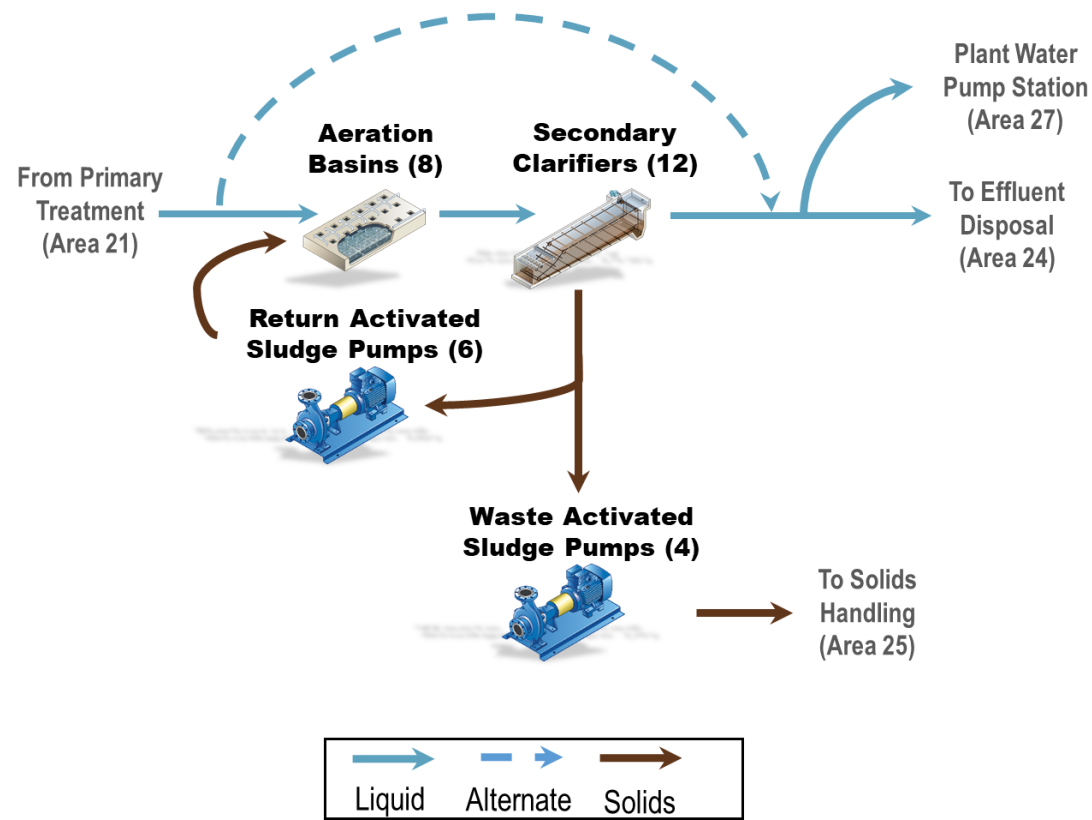 Plant Water
Pump Station
(Area 27)
Aeration
Basins (8)
Secondary
Clarifiers (12)
From Primary
Treatment
(Area 21)
To Effluent
Disposal
(Area 24)
Return Activated
Sludge Pumps (6)
Waste Activated
Sludge Pumps (4)
To Solids
Handling
(Area 25)
Liquid
Alternate
Solids